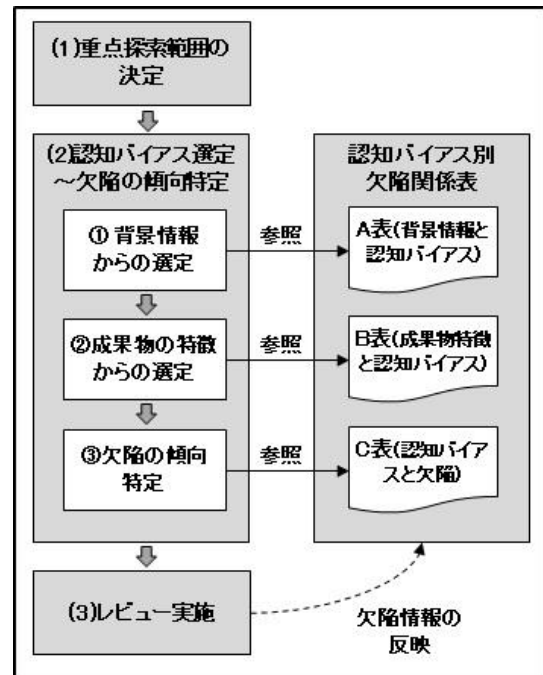 (1)重点探索範囲の
決定
(2)認知バイアス選定
～欠陥の傾向特定
認知バイアス別
欠陥関係表
① 背景情報
からの選定
参照
A表(背景情報と
認知バイアス)
②成果物の特徴
からの選定
参照
B表(成果物特徴
と認知バイアス)
③欠陥の傾向
特定
参照
C表(認知バイア
スと欠陥)
(3)レビュー実施
欠陥情報の
反映